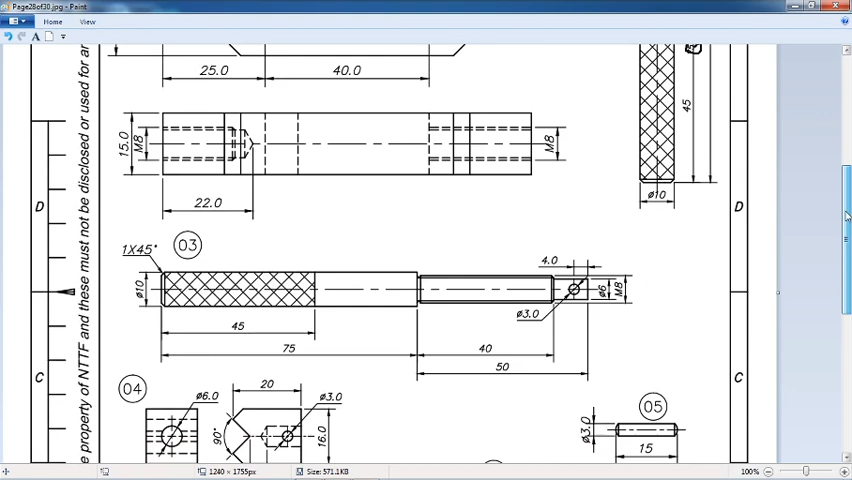 Page28of30.jpg - Paint
Home View
A
e property of NTTF and these must not be disclosed or used for ar
25.0 40.0
45
15.0 M8 M8
ø10
D D
22.0
03
1X45°
4.0
ø10 ø6 M8
ø3.0
45
75 40
50
C C
04 20
ø6.0 ø3.0 05
90° 16.0 ø3.0
15
1240 × 1755px Size: 571.1KB 100%